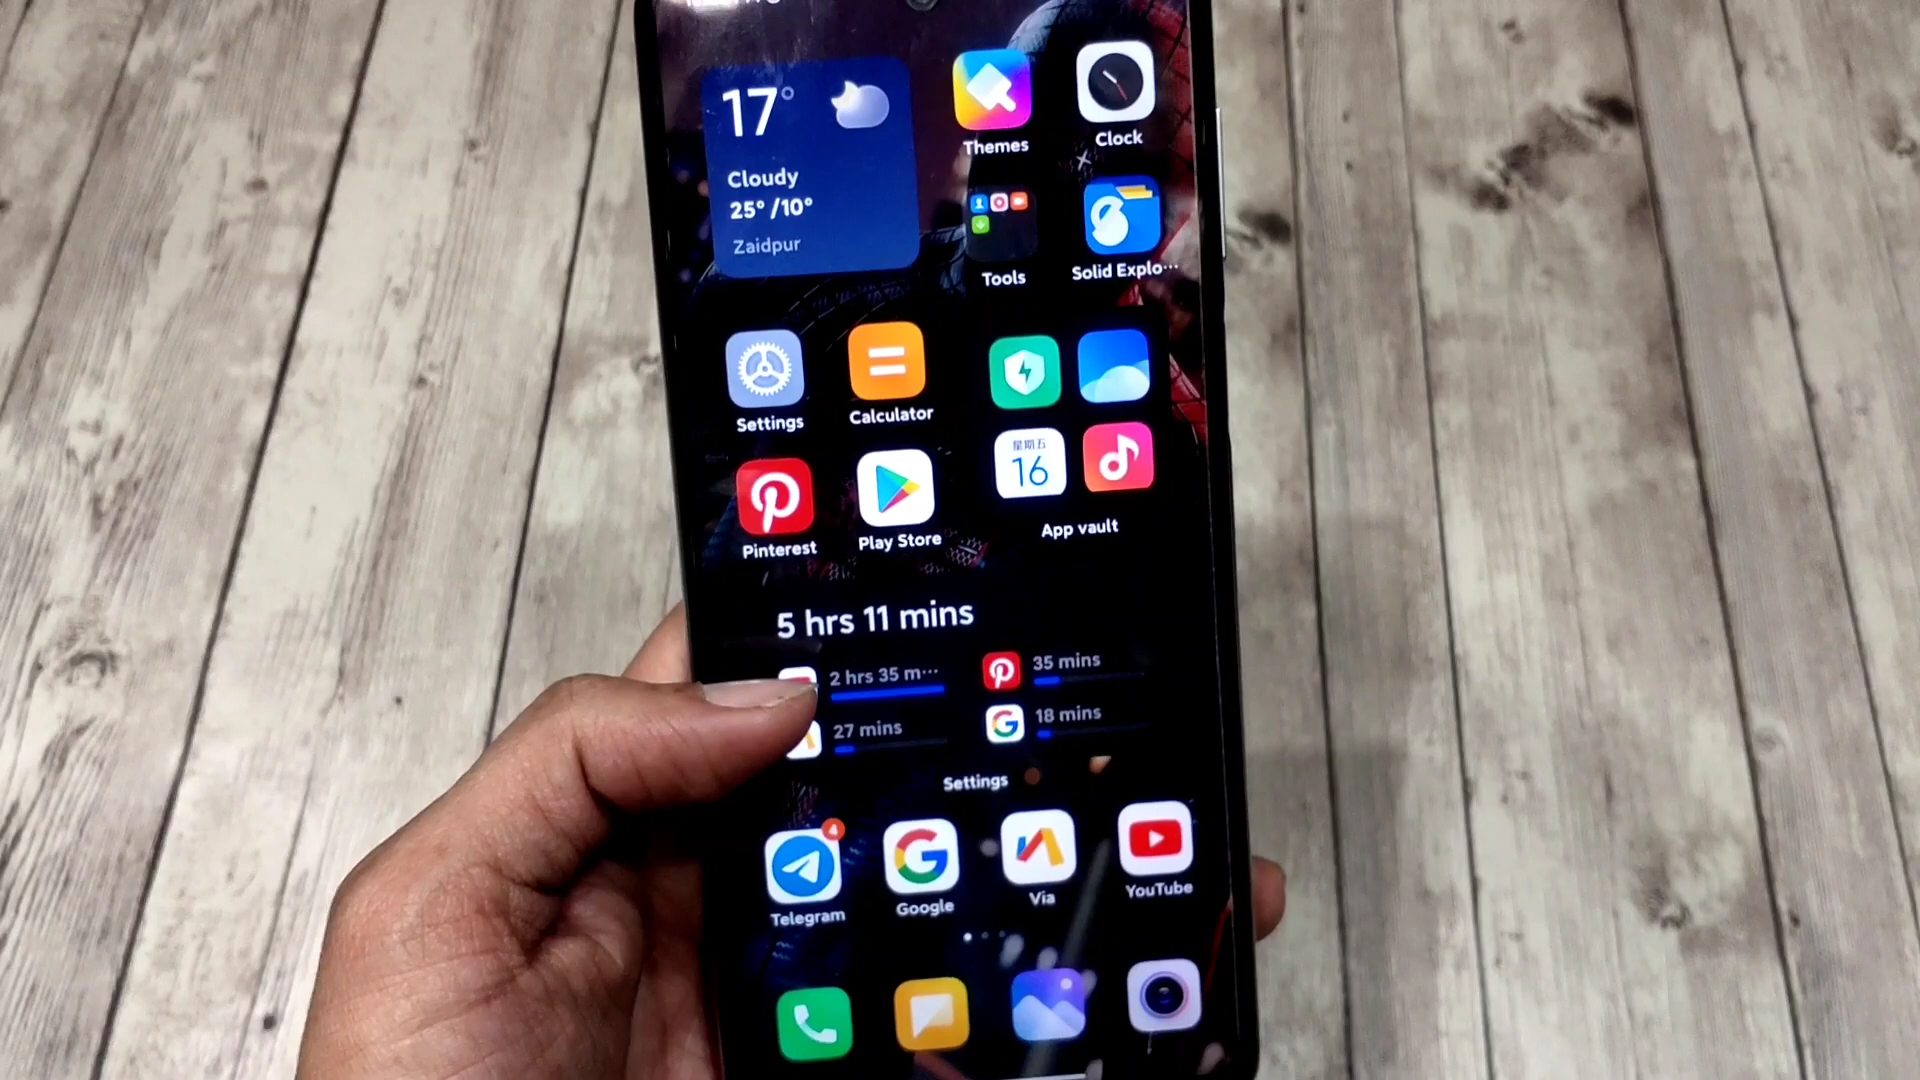 17°
Cloudy
25° /10°
Zaidpur
Themes
Clock
Tools
Solid Explo...
Settings
Calculator
星期五
16
Pinterest
Play Store
App vault
5 hrs 11 mins
2 hrs 35 m...
35 mins
27 mins
18 mins
Settings
4
Telegram
Google
Via
YouTube